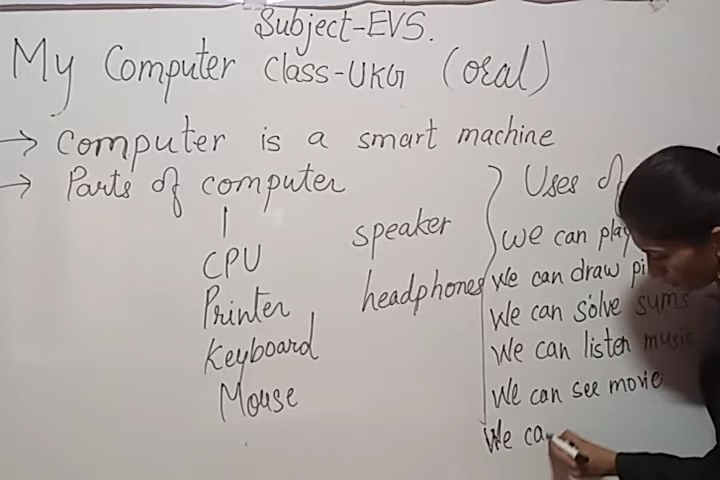 Subject-EVS.
My Computer Class-UKG (oral)
→ Computer is a smart machine
→ Parts of computer
CPU
Printer
Keyboard
Mouse
speaker
headphones
Uses of
We can play
We can draw pi
We can solve sums
We can listen music
We can see movie
We ca